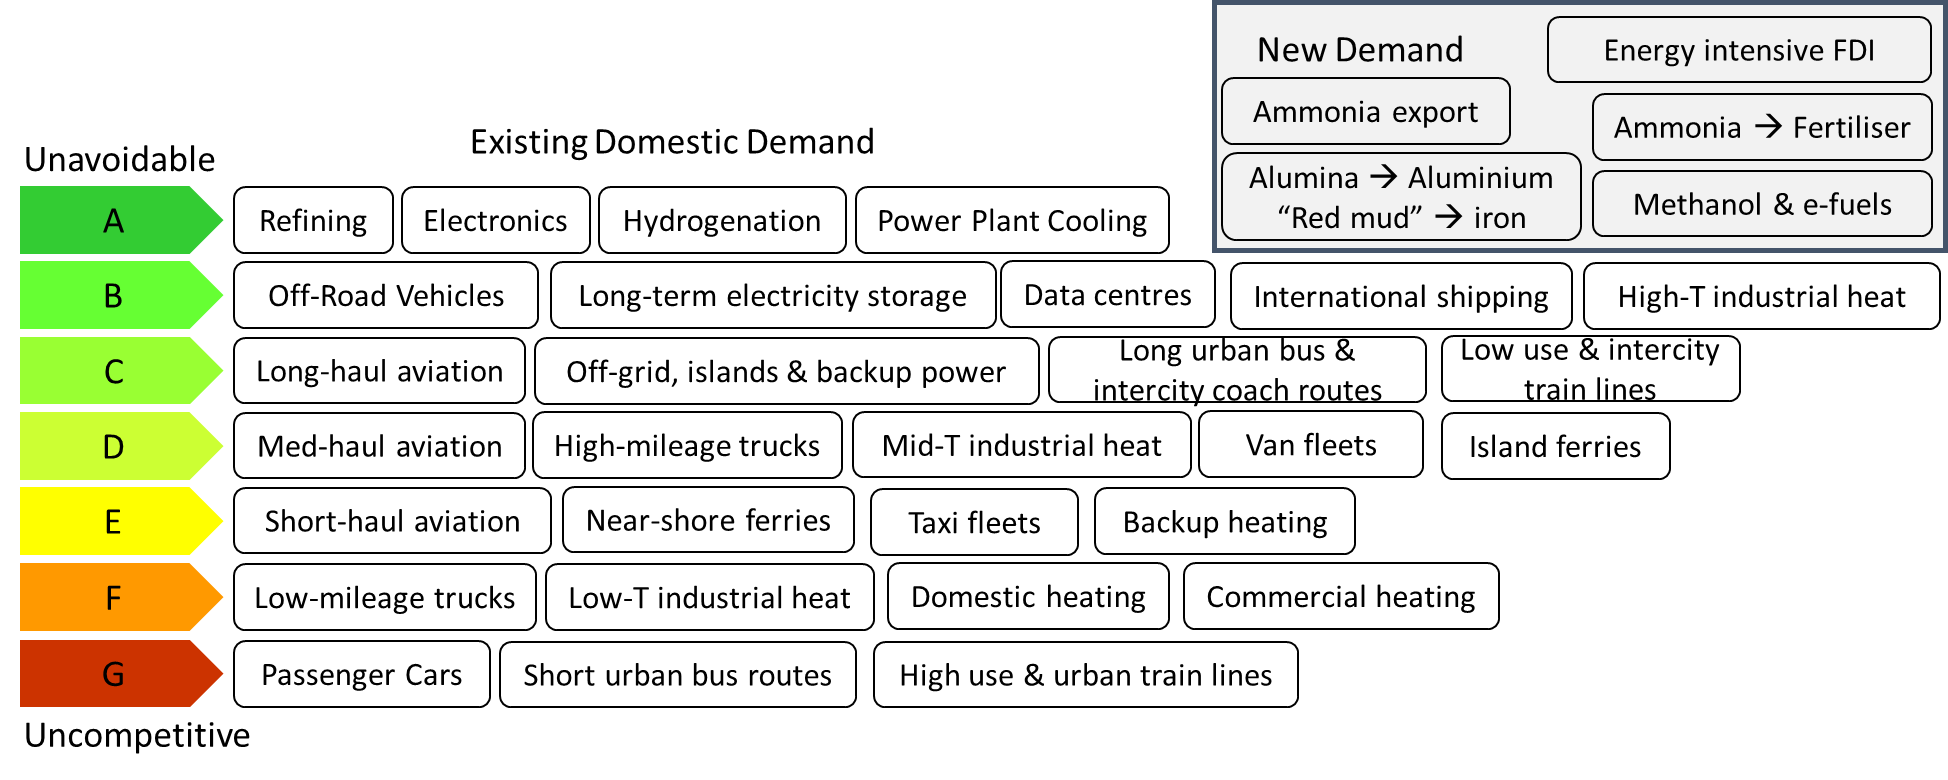 New Demand
Energy intensive FDI
Ammonia export
Ammonia → Fertiliser
Alumina → Aluminium
“Red mud” → iron
Methanol & e-fuels
Existing Domestic Demand
Unavoidable
A
Refining
Electronics
Hydrogenation
Power Plant Cooling
B
Off-Road Vehicles
Long-term electricity storage
Data centres
International shipping
High-T industrial heat
C
Long-haul aviation
Off-grid, islands & backup power
Long urban bus &
intercity coach routes
Low use & intercity
train lines
D
Med-haul aviation
High-mileage trucks
Mid-T industrial heat
Van fleets
Island ferries
E
Short-haul aviation
Near-shore ferries
Taxi fleets
Backup heating
F
Low-mileage trucks
Low-T industrial heat
Domestic heating
Commercial heating
G
Passenger Cars
Short urban bus routes
High use & urban train lines
Uncompetitive